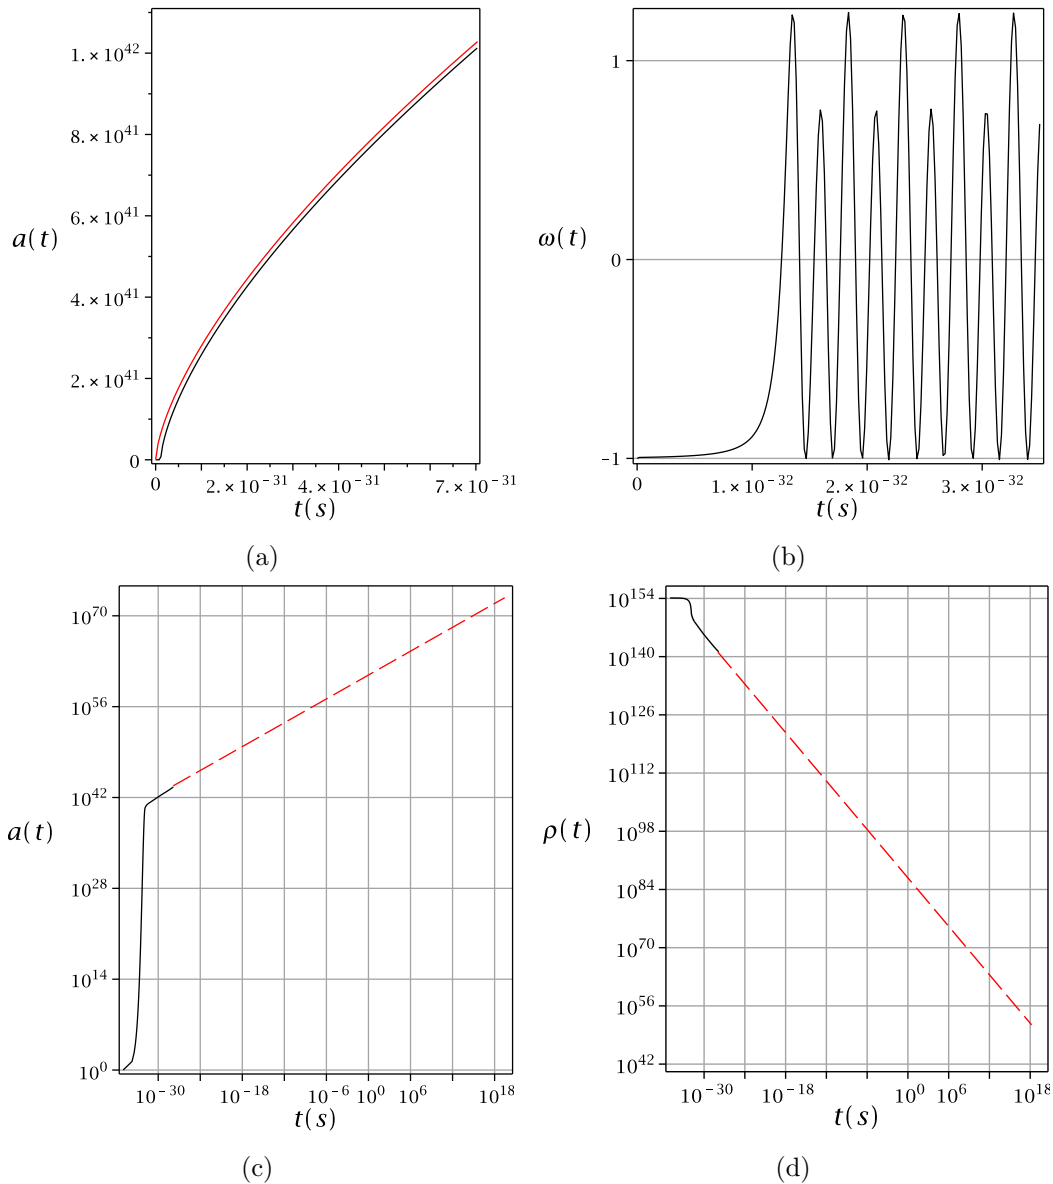 1. × 10^42
8. × 10^41
6. × 10^41
a(t)
4. × 10^41
2. × 10^41
0
0 2. × 10^−31 4. × 10^−31 7. × 10^−31
t(s)
(a)
1
ω(t)
0
−1
0 1. × 10^−32 2. × 10^−32 3. × 10^−32
t(s)
(b)
10^70
10^56
10^42
a(t)
10^28
10^14
10^0
10^−30 10^−18 10^−6 10^0 10^6 10^18
t(s)
(c)
10^154
10^140
10^126
10^112
ρ(t)
10^98
10^84
10^70
10^56
10^42
10^−30 10^−18 10^0 10^6 10^18
t(s)
(d)